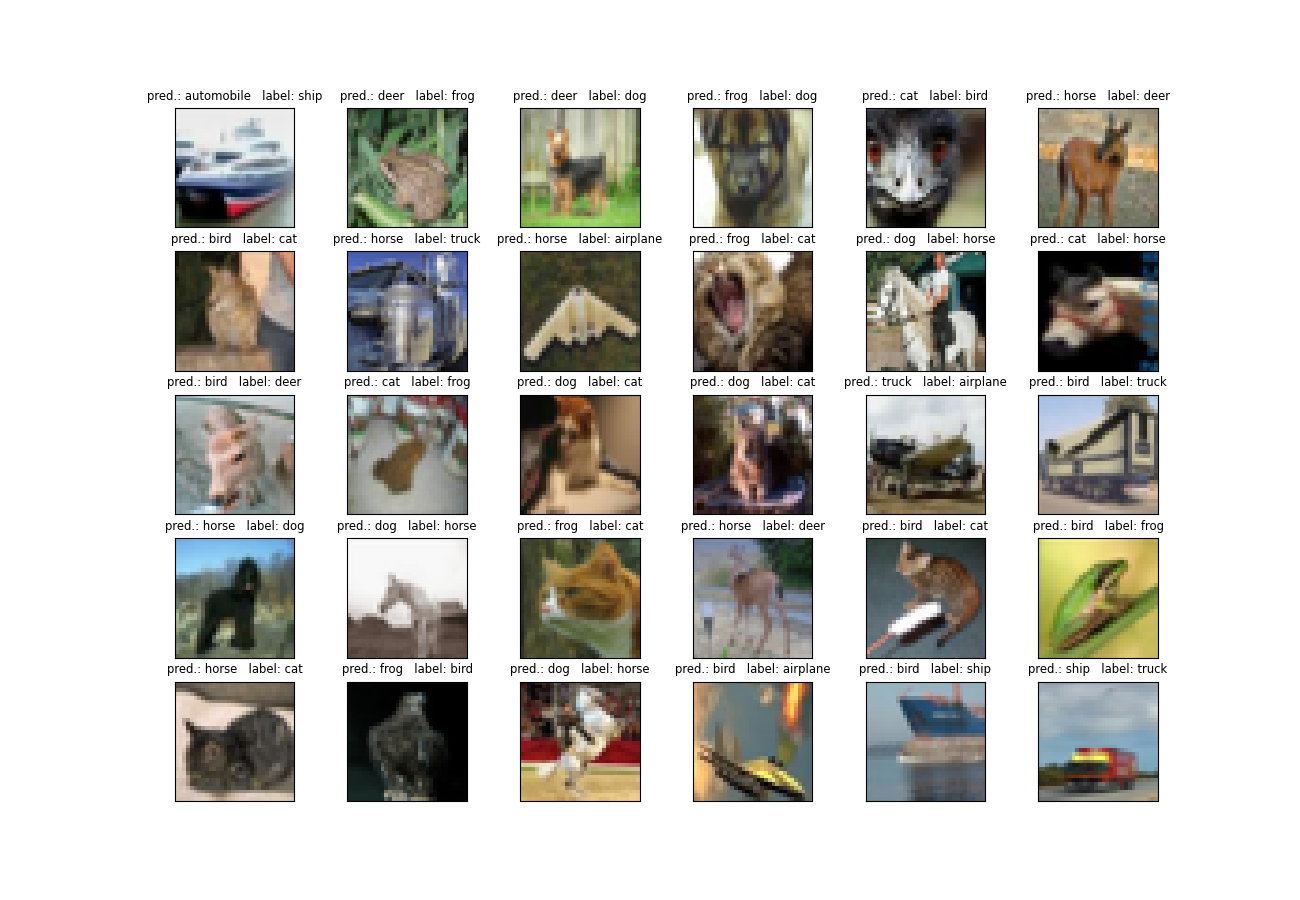 pred.: automobile   label: ship
pred.: deer   label: frog
pred.: deer   label: dog
pred.: frog   label: dog
pred.: cat   label: bird
pred.: horse   label: deer
pred.: bird   label: cat
pred.: horse   label: truck
pred.: horse   label: airplane
pred.: frog   label: cat
pred.: dog   label: horse
pred.: cat   label: horse
pred.: bird   label: deer
pred.: cat   label: frog
pred.: dog   label: cat
pred.: dog   label: cat
pred.: truck   label: airplane
pred.: bird   label: truck
pred.: horse   label: dog
pred.: dog   label: horse
pred.: frog   label: cat
pred.: horse   label: deer
pred.: bird   label: cat
pred.: bird   label: frog
pred.: horse   label: cat
pred.: frog   label: bird
pred.: dog   label: horse
pred.: bird   label: airplane
pred.: bird   label: ship
pred.: ship   label: truck